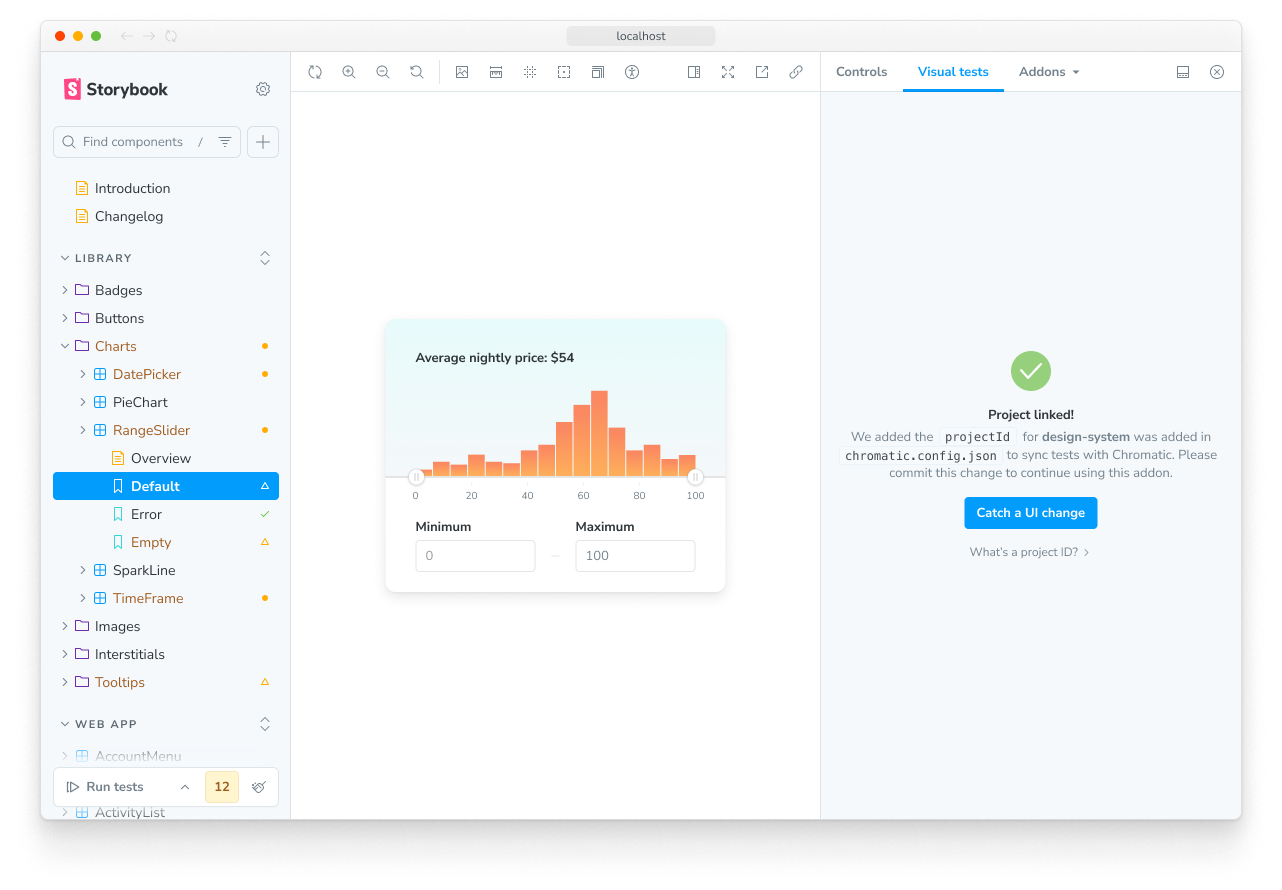 localhost
Storybook
Find components /
Introduction
Changelog
LIBRARY
Badges
Buttons
Charts
DatePicker
PieChart
RangeSlider
Overview
Default
Error
Empty
SparkLine
TimeFrame
Images
Interstitials
Tooltips
WEB APP
AccountMenu
Run tests 12
ActivityList
Average nightly price: $54
0 20 40 60 80 100
Minimum Maximum
0 – 100
Controls Visual tests Addons
Project linked!
We added the projectId for design-system was added in
chromatic.config.json to sync tests with Chromatic. Please
commit this change to continue using this addon.
Catch a UI change
What's a project ID?